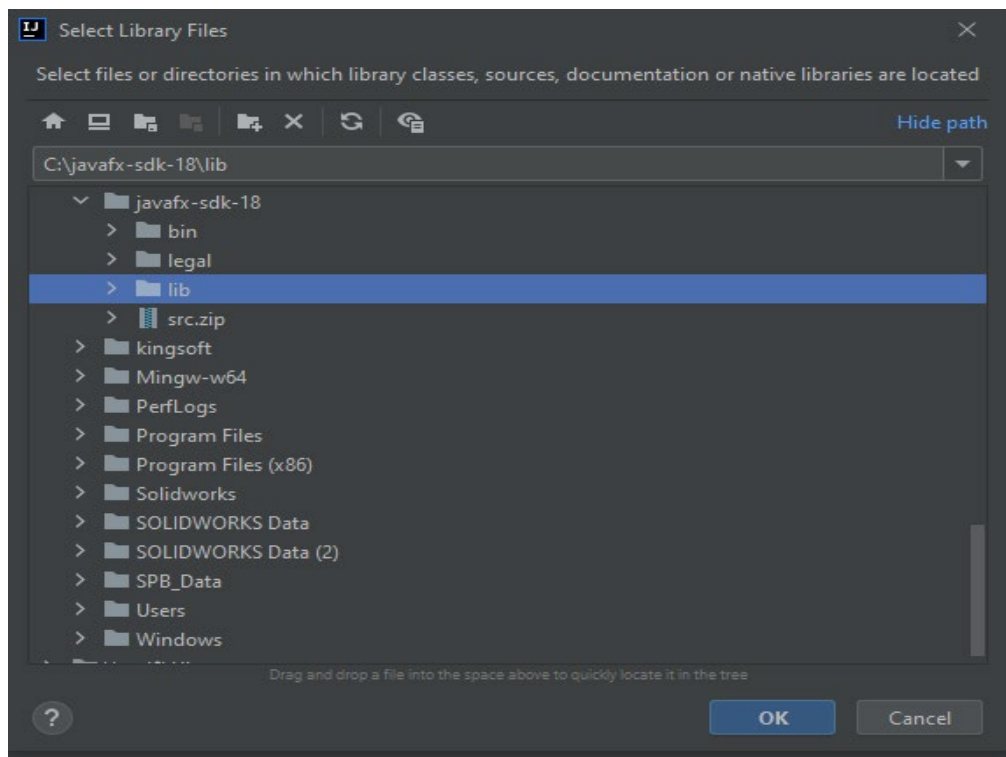 IJ
Select Library Files
Select files or directories in which library classes, sources, documentation or native libraries are located
Hide path
C:\javafx-sdk-18\lib
javafx-sdk-18
bin
legal
lib
src.zip
kingsoft
Mingw-w64
PerfLogs
Program Files
Program Files (x86)
Solidworks
SOLIDWORKS Data
SOLIDWORKS Data (2)
SPB_Data
Users
Windows
Drag and drop a file into the space above to quickly locate it in the tree
?
OK
Cancel